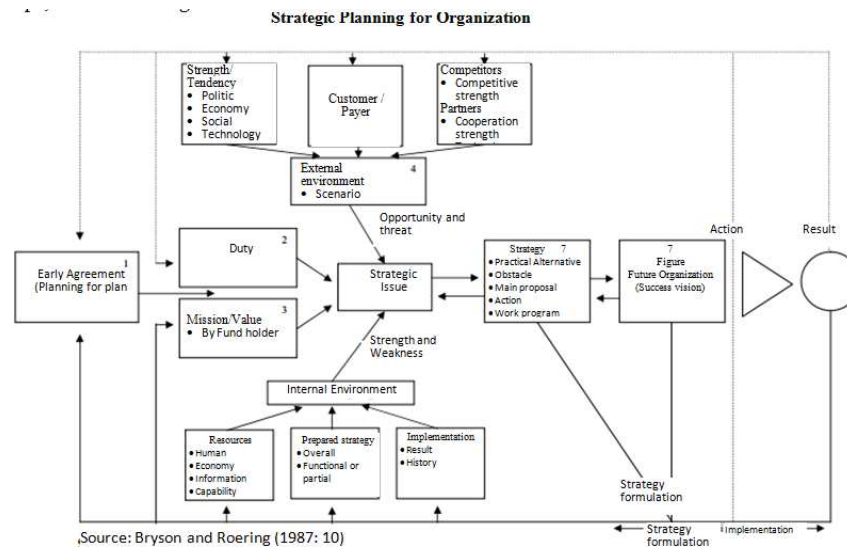 Strategic Planning for Organization
Strength/
Tendency
• Politic
• Economy
• Social
• Technology
Customer /
Payer
Competitors
• Competitive
strength
Partners
• Cooperation
strength
External 4
environment
• Scenario
Opportunity and
threat
Action
Result
1
Early Agreement
(Planning for plan
2
Duty
3
Mission/Value
• By Fund holder
Strategic
Issue
Strategy 7
• Practical Alternative
• Obstacle
• Main proposal
• Action
• Work program
7
Figure
Future Organization
(Success vision)
Strength and
Weakness
Internal Environment
Resources
• Human
• Economy
• Information
• Capability
Prepared strategy
• Overall
• Functional or
partial
Implementation
• Result
• History
Strategy
formulation
Strategy
formulation
Implementation
Source: Bryson and Roering (1987: 10)